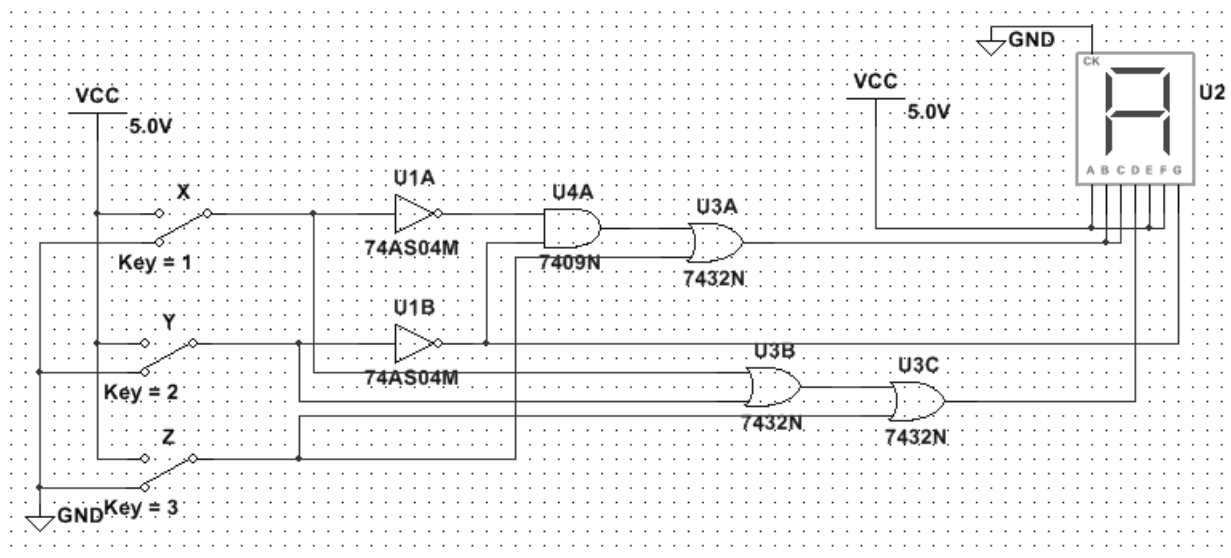 GND
CK
U2
A B C D E F G
VCC
5.0V
VCC
5.0V
X
Key = 1
U1A
74AS04M
U4A
7409N
U3A
7432N
Y
Key = 2
U1B
74AS04M
U3B
7432N
U3C
7432N
Z
Key = 3
GND